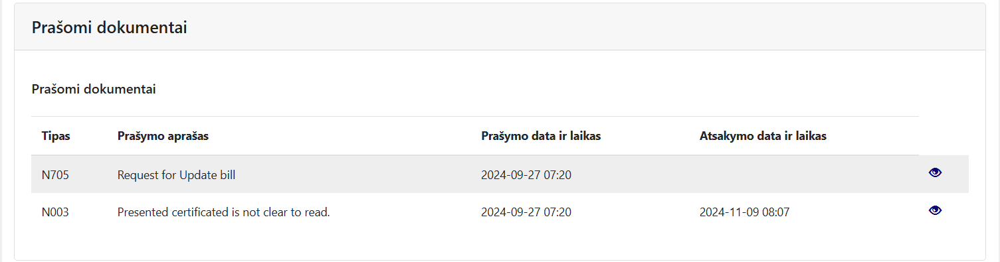 Prašomi dokumentai
Prašomi dokumentai
Tipas Prašymo aprašas Prašymo data ir laikas Atsakymo data ir laikas
N705 Request for Update bill 2024-09-27 07:20
N003 Presented certificated is not clear to read. 2024-09-27 07:20 2024-11-09 08:07